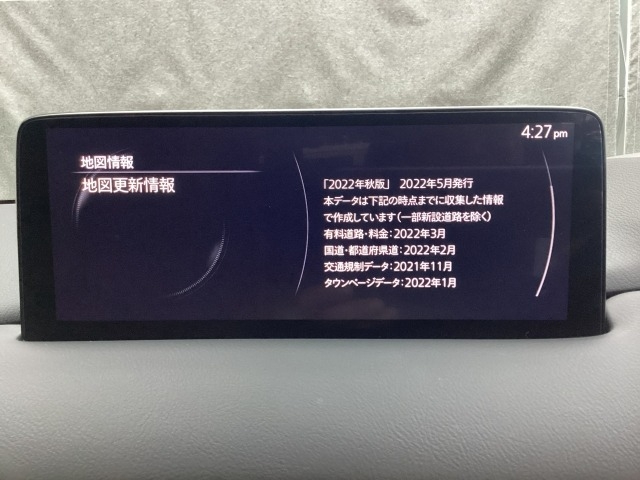 4:27pm
地図情報
地図更新情報
「2022年秋版」 2022年5月発行
本データは下記の時点までに収集した情報
で作成しています（一部新設道路を除く）
有料道路・料金：2022年3月
国道・都道府県道：2022年2月
交通規制データ：2021年11月
タウンページデータ：2022年1月